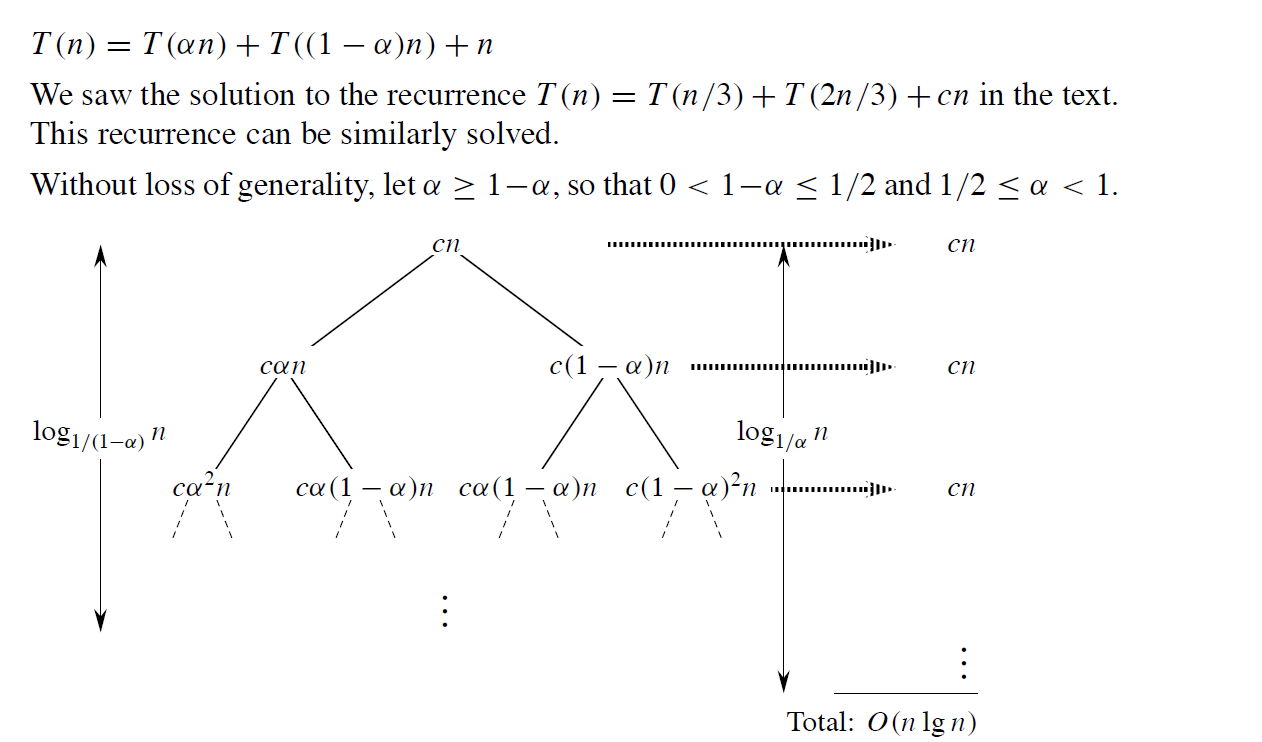 T(n) = T(αn) + T((1 − α)n) + n
We saw the solution to the recurrence T(n) = T(n/3) + T(2n/3) + cn in the text.
This recurrence can be similarly solved.
Without loss of generality, let α ≥ 1−α, so that 0 < 1−α ≤ 1/2 and 1/2 ≤ α < 1.
cn cn
cαn c(1 − α)n cn
log_{1/(1−α)} n log_{1/α} n
cα²n cα(1 − α)n cα(1 − α)n c(1 − α)²n cn
⋮
⋮
Total: O(n lg n)